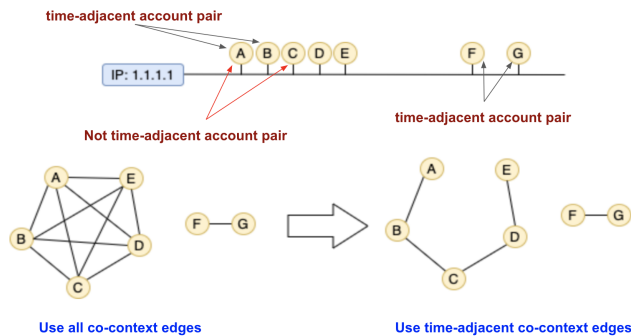 time-adjacent account pair
A B C D E F G
IP: 1.1.1.1
Not time-adjacent account pair
time-adjacent account pair
A E B D C F G
A E B D C F G
Use all co-context edges
Use time-adjacent co-context edges